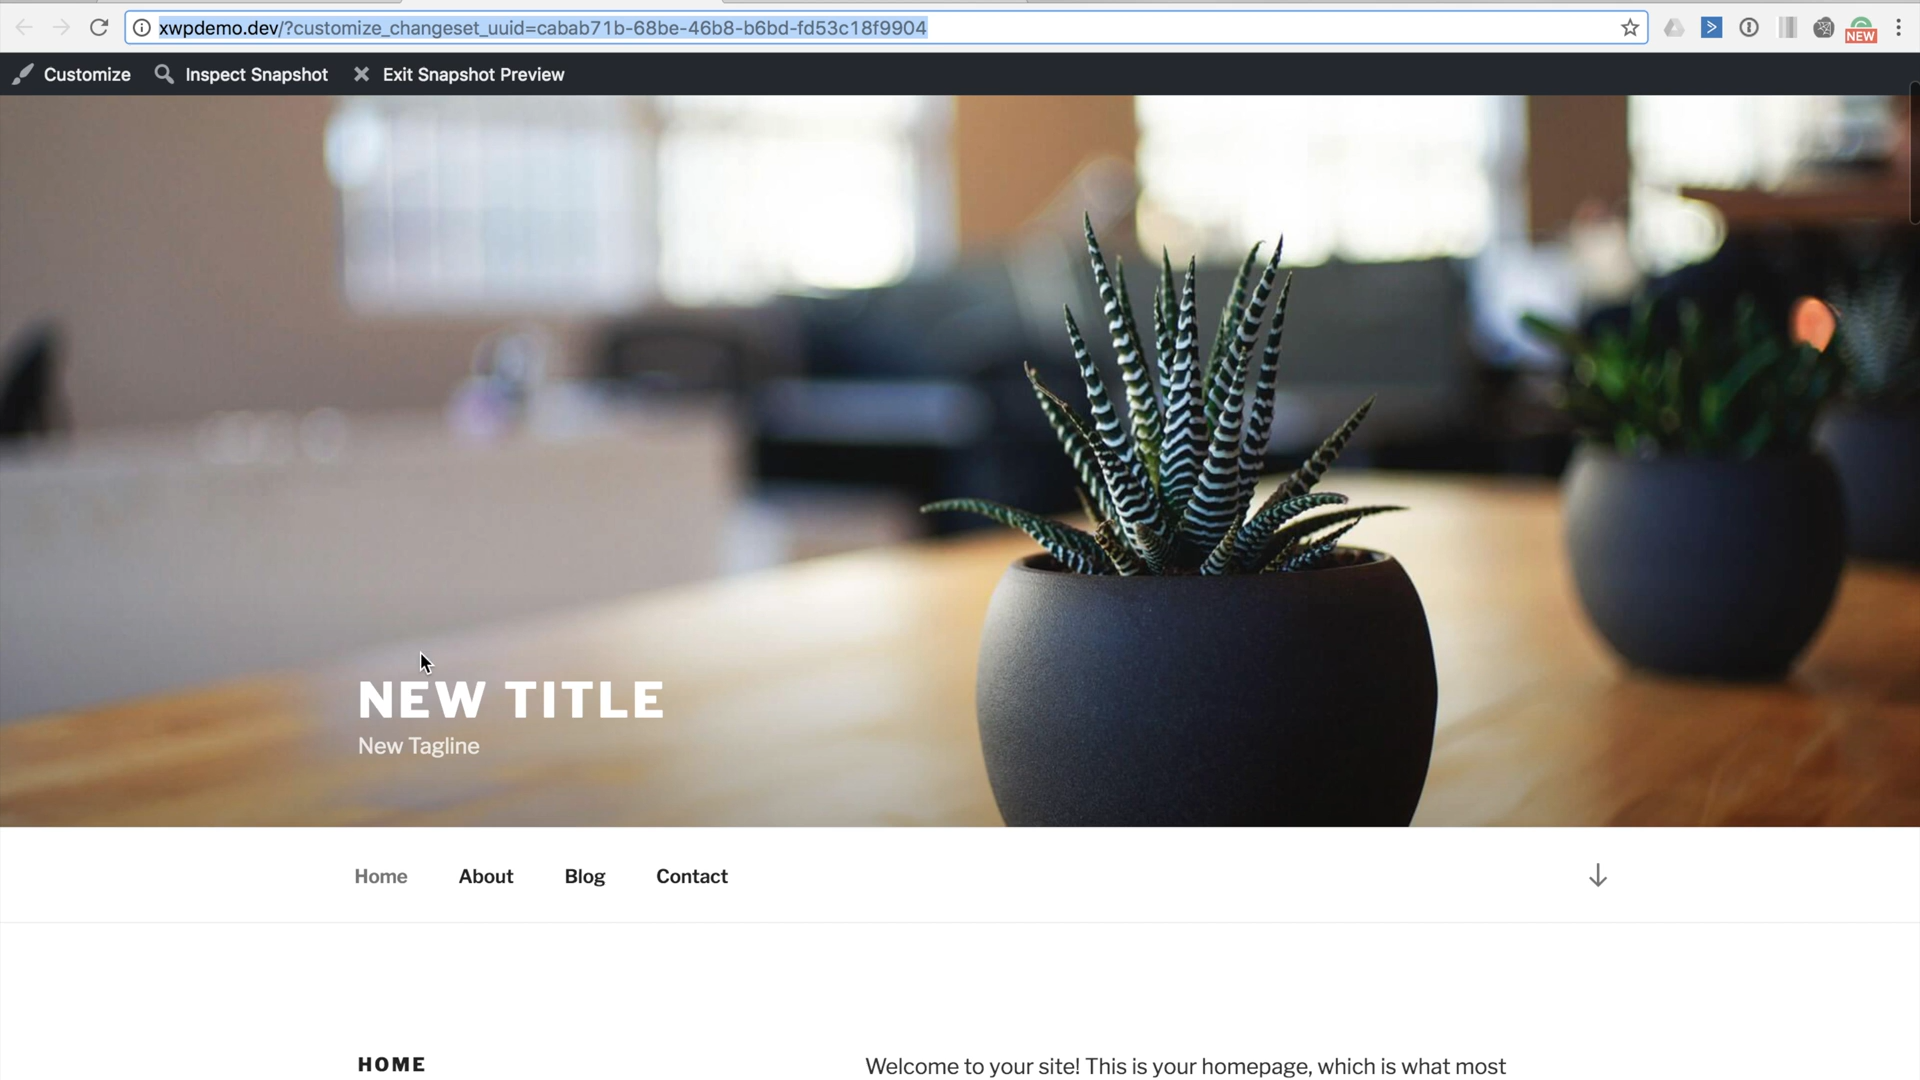 xwpdemo.dev/?customize_changeset_uuid=cabab71b-68be-46b8-b6bd-fd53c18f9904
NEW
Customize Inspect Snapshot Exit Snapshot Preview
NEW TITLE
New Tagline
Home About Blog Contact
HOME
Welcome to your site! This is your homepage, which is what most